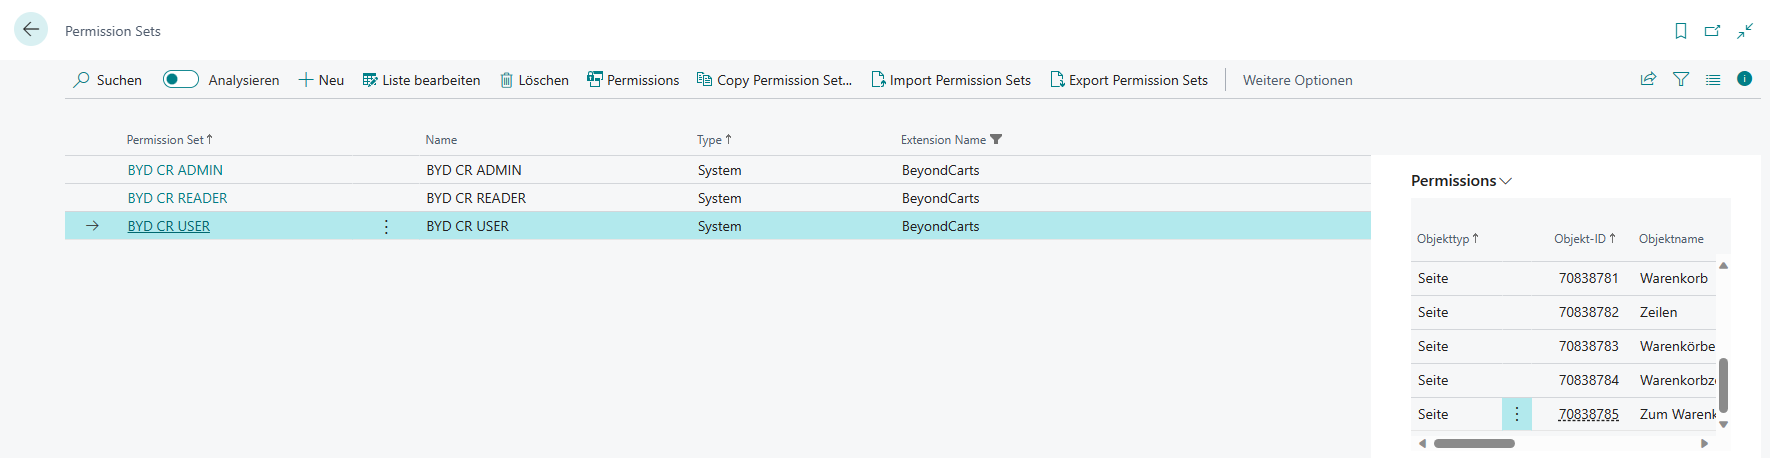 Permission Sets
Suchen Analysieren Neu Liste bearbeiten Löschen Permissions Copy Permission Set... Import Permission Sets Export Permission Sets Weitere Optionen
Permission Set↑ Name Type↑ Extension Name
BYD CR ADMIN BYD CR ADMIN System BeyondCarts
BYD CR READER BYD CR READER System BeyondCarts
BYD CR USER BYD CR USER System BeyondCarts
Permissions
Objekttyp↑ Objekt-ID↑ Objektname
Seite 70838781 Warenkorb
Seite 70838782 Zeilen
Seite 70838783 Warenkörbe
Seite 70838784 Warenkorbz
Seite 70838785 Zum Warenk